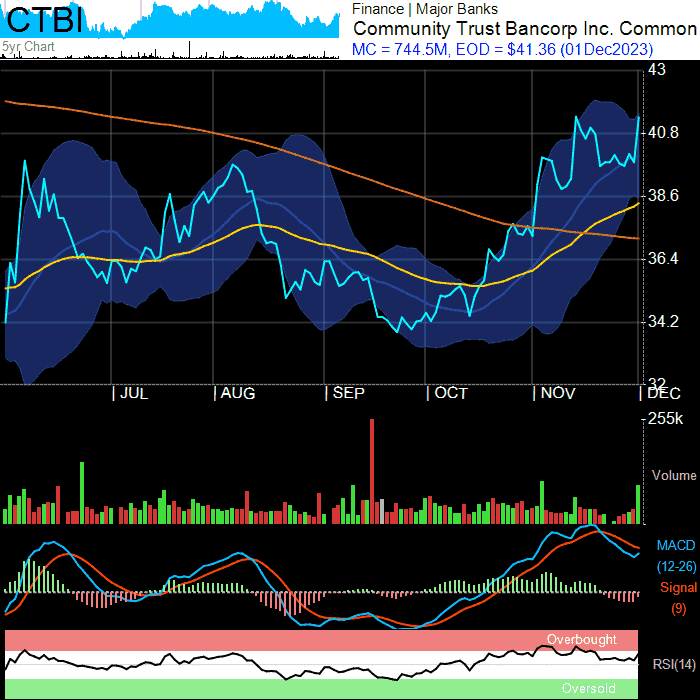 CTBI
5yr Chart
Finance | Major Banks
Community Trust Bancorp Inc. Common
MC = 744.5M, EOD = $41.36 (01Dec2023)
43
40.8
38.6
36.4
34.2
32
| JUL | AUG | SEP | OCT | NOV | DEC
255k
Volume
MACD
(12-26)
Signal
(9)
Overbought
RSI(14)
Oversold